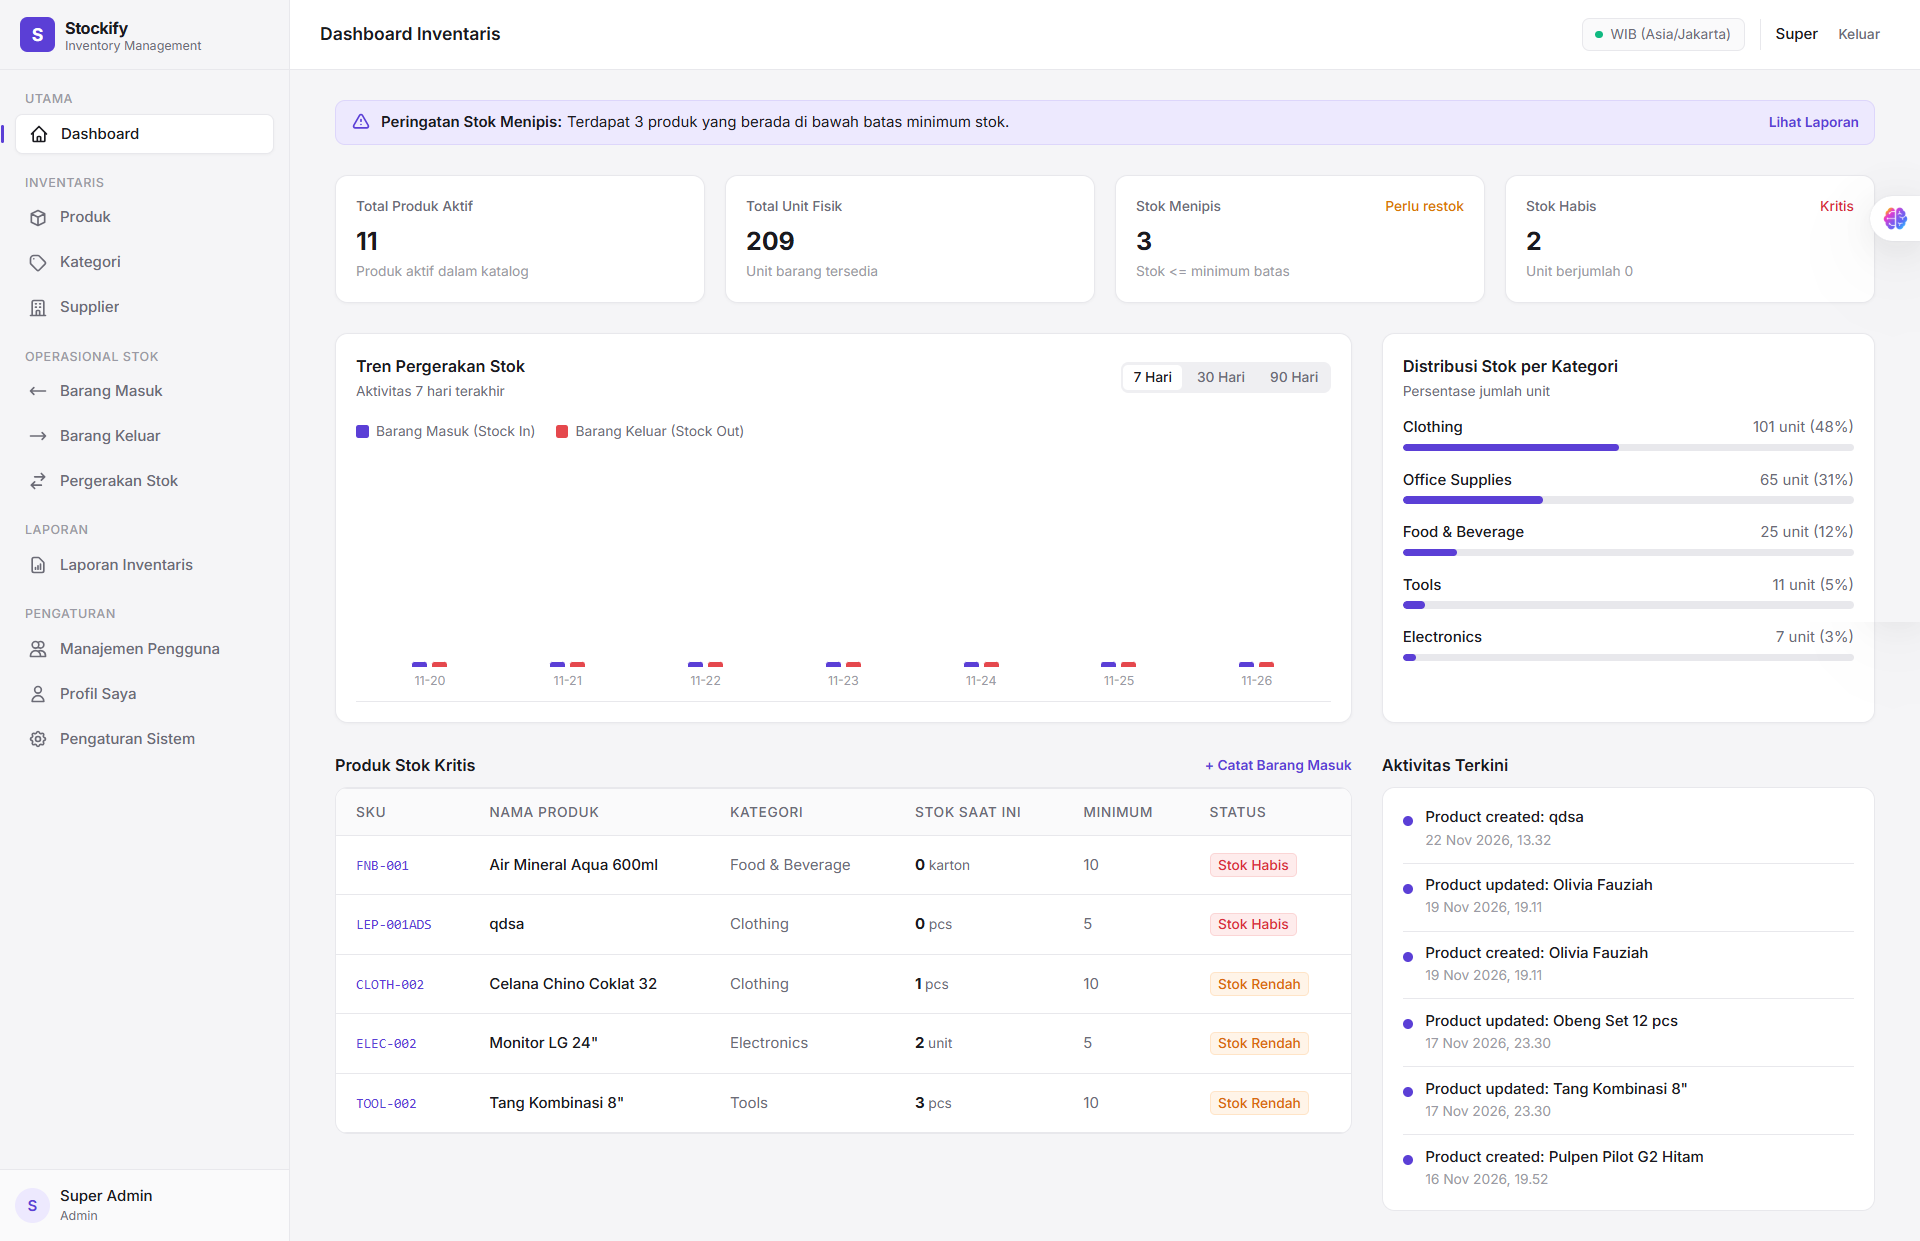 S
Stockify
Inventory Management
UTAMA
Dashboard
INVENTARIS
Produk
Kategori
Supplier
OPERASIONAL STOK
Barang Masuk
Barang Keluar
Pergerakan Stok
LAPORAN
Laporan Inventaris
PENGATURAN
Manajemen Pengguna
Profil Saya
Pengaturan Sistem
S
Super Admin
Admin
Dashboard Inventaris
WIB (Asia/Jakarta)
Super
Keluar
Peringatan Stok Menipis: Terdapat 3 produk yang berada di bawah batas minimum stok.
Lihat Laporan
Total Produk Aktif
11
Produk aktif dalam katalog
Total Unit Fisik
209
Unit barang tersedia
Stok Menipis
Perlu restok
3
Stok <= minimum batas
Stok Habis
Kritis
2
Unit berjumlah 0
Tren Pergerakan Stok
Aktivitas 7 hari terakhir
7 Hari
30 Hari
90 Hari
Barang Masuk (Stock In)
Barang Keluar (Stock Out)
11-20
11-21
11-22
11-23
11-24
11-25
11-26
Distribusi Stok per Kategori
Persentase jumlah unit
Clothing 101 unit (48%)
Office Supplies 65 unit (31%)
Food & Beverage 25 unit (12%)
Tools 11 unit (5%)
Electronics 7 unit (3%)
Produk Stok Kritis
+ Catat Barang Masuk
SKU NAMA PRODUK KATEGORI STOK SAAT INI MINIMUM STATUS
FNB-001 Air Mineral Aqua 600ml Food & Beverage 0 karton 10 Stok Habis
LEP-001ADS qdsa Clothing 0 pcs 5 Stok Habis
CLOTH-002 Celana Chino Coklat 32 Clothing 1 pcs 10 Stok Rendah
ELEC-002 Monitor LG 24" Electronics 2 unit 5 Stok Rendah
TOOL-002 Tang Kombinasi 8" Tools 3 pcs 10 Stok Rendah
Aktivitas Terkini
Product created: qdsa
22 Nov 2026, 13.32
Product updated: Olivia Fauziah
19 Nov 2026, 19.11
Product created: Olivia Fauziah
19 Nov 2026, 19.11
Product updated: Obeng Set 12 pcs
17 Nov 2026, 23.30
Product updated: Tang Kombinasi 8"
17 Nov 2026, 23.30
Product created: Pulpen Pilot G2 Hitam
16 Nov 2026, 19.52